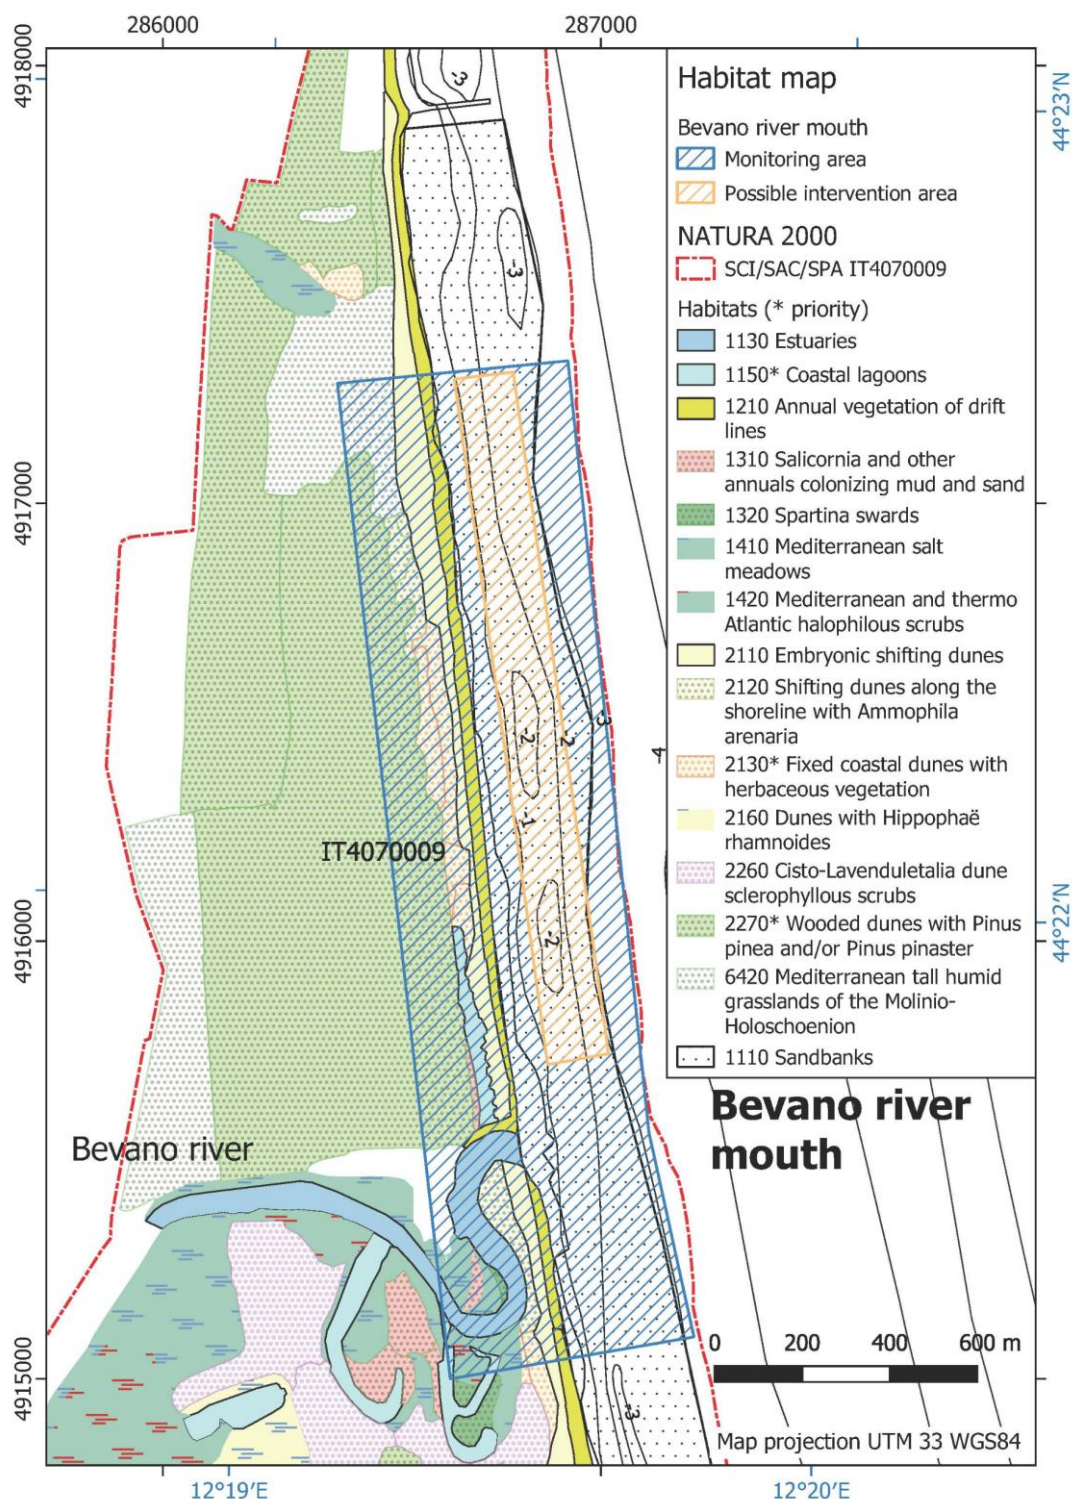 286000
287000
4918000
4917000
4916000
4915000
44°23′N
44°22′N
12°19′E
12°20′E
Habitat map
Bevano river mouth
Monitoring area
Possible intervention area
NATURA 2000
SCI/SAC/SPA IT4070009
Habitats (* priority)
1130 Estuaries
1150* Coastal lagoons
1210 Annual vegetation of drift
lines
1310 Salicornia and other
annuals colonizing mud and sand
1320 Spartina swards
1410 Mediterranean salt
meadows
1420 Mediterranean and thermo
Atlantic halophilous scrubs
2110 Embryonic shifting dunes
2120 Shifting dunes along the
shoreline with Ammophila
arenaria
2130* Fixed coastal dunes with
herbaceous vegetation
2160 Dunes with Hippophaë
rhamnoides
2260 Cisto-Lavenduletalia dune
sclerophyllous scrubs
2270* Wooded dunes with Pinus
pinea and/or Pinus pinaster
6420 Mediterranean tall humid
grasslands of the Molinio-
Holoschoenion
1110 Sandbanks
-3
-3
-3
-2
-2
-4
-1
IT4070009
-2
Bevano river
Bevano river
mouth
0 200 400 600 m
-3
Map projection UTM 33 WGS84